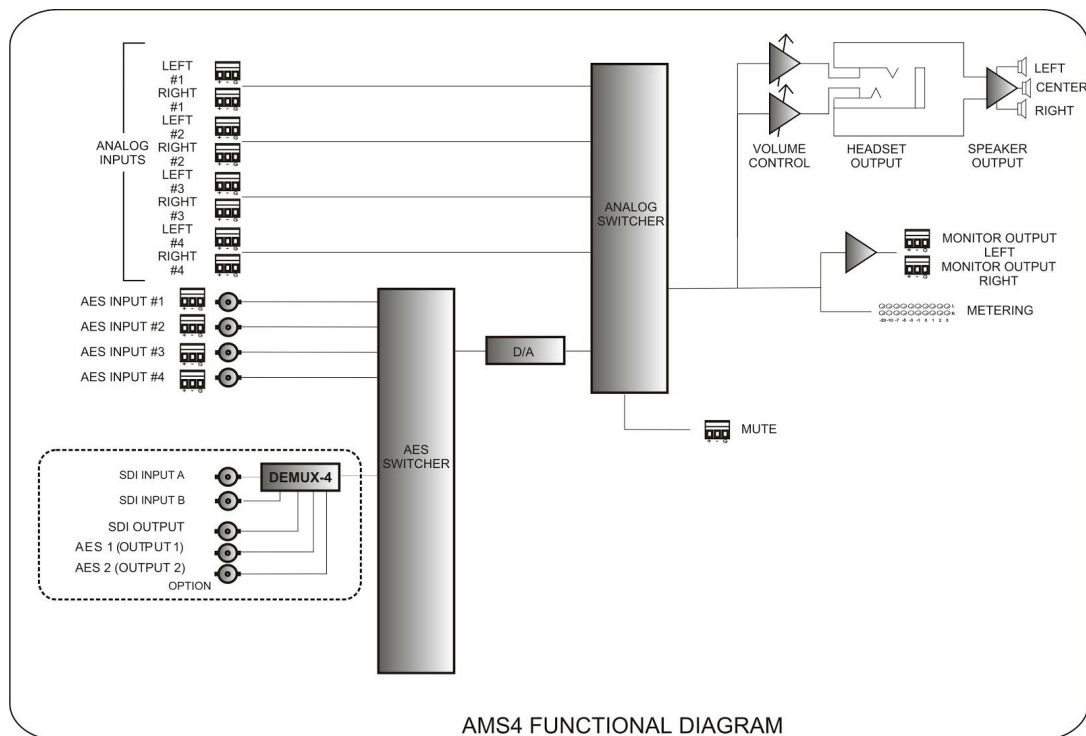 LEFT
#1
RIGHT
#1
LEFT
#2
RIGHT
#2
LEFT
#3
RIGHT
#3
LEFT
#4
RIGHT
#4
ANALOG
INPUTS
+ - G
+ - G
+ - G
+ - G
+ - G
+ - G
+ - G
+ - G
AES INPUT #1
+ - G
AES INPUT #2
+ - G
AES INPUT #3
+ - G
AES INPUT #4
+ - G
SDI INPUT A
SDI INPUT B
SDI OUTPUT
AES 1 (OUTPUT 1)
AES 2 (OUTPUT 2)
OPTION
DEMUX-4
AES
SWITCHER
D/A
ANALOG
SWITCHER
VOLUME
CONTROL
HEADSET
OUTPUT
SPEAKER
OUTPUT
LEFT
CENTER
RIGHT
+ - G
MONITOR OUTPUT
LEFT
+ - G
MONITOR OUTPUT
RIGHT
L
R
METERING
+ - G
MUTE
AMS4 FUNCTIONAL DIAGRAM